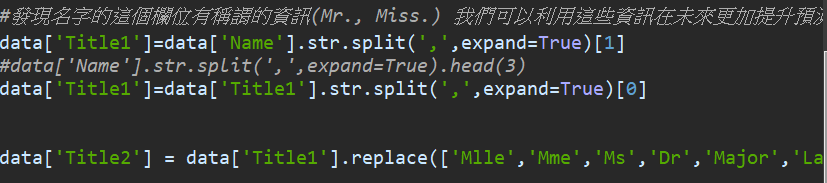 #發現名字的這個欄位有稱謂的資訊(Mr., Miss.) 我們可以利用這些資訊在未來更加提升預測
data['Title1']=data['Name'].str.split(',',expand=True)[1]
#data['Name'].str.split(',',expand=True).head(3)
data['Title1']=data['Title1'].str.split(',',expand=True)[0]
data['Title2'] = data['Title1'].replace(['Mlle','Mme','Ms','Dr','Major','La